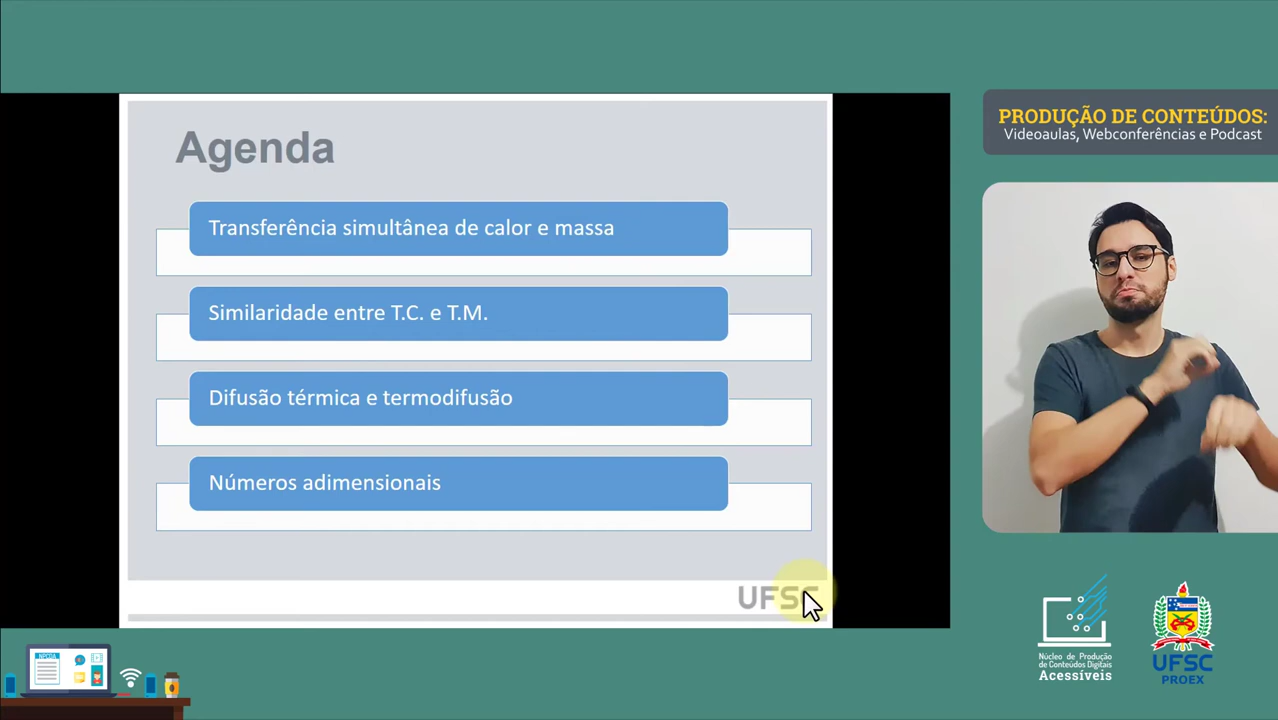 Agenda
Transferência simultânea de calor e massa
Similaridade entre T.C. e T.M.
Difusão térmica e termodifusão
Números adimensionais
UFSC
PRODUÇÃO DE CONTEÚDOS:
Videoaulas, Webconferências e Podcast
Núcleo de Produção
de Conteúdos Digitais
Acessíveis
UFSC
PROEX